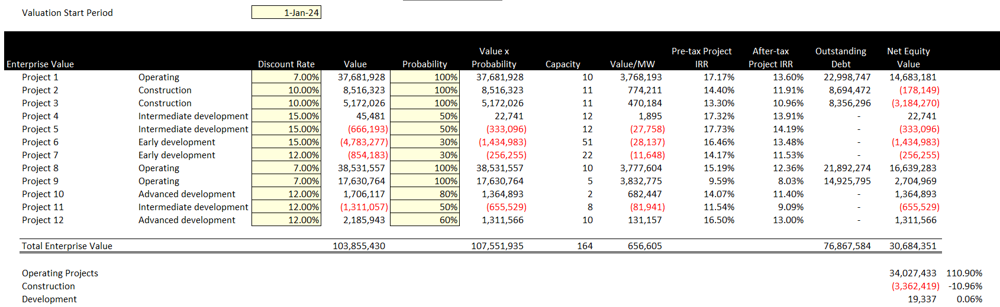 Valuation Start Period 1-Jan-24
Value x Pre-tax Project After-tax Outstanding Net Equity
Enterprise Value Discount Rate Value Probability Probability Capacity Value/MW IRR Project IRR Debt Value
Project 1 Operating 7.00% 37,681,928 100% 37,681,928 10 3,768,193 17.17% 13.60% 22,998,747 14,683,181
Project 2 Construction 10.00% 8,516,323 100% 8,516,323 11 774,211 14.40% 11.91% 8,694,472 (178,149)
Project 3 Construction 10.00% 5,172,026 100% 5,172,026 11 470,184 13.30% 10.96% 8,356,296 (3,184,270)
Project 4 Intermediate development 15.00% 45,481 50% 22,741 12 1,895 17.32% 13.91% - 22,741
Project 5 Intermediate development 15.00% (666,193) 50% (333,096) 12 (27,758) 17.73% 14.19% - (333,096)
Project 6 Early development 15.00% (4,783,277) 30% (1,434,983) 51 (28,137) 16.46% 13.48% - (1,434,983)
Project 7 Early development 12.00% (854,183) 30% (256,255) 22 (11,648) 14.17% 11.53% - (256,255)
Project 8 Operating 7.00% 38,531,557 100% 38,531,557 10 3,777,604 15.19% 12.36% 21,892,274 16,639,283
Project 9 Operating 7.00% 17,630,764 100% 17,630,764 5 3,832,775 9.59% 8.03% 14,925,795 2,704,969
Project 10 Advanced development 12.00% 1,706,117 80% 1,364,893 2 682,447 14.07% 11.40% - 1,364,893
Project 11 Intermediate development 12.00% (1,311,057) 50% (655,529) 8 (81,941) 11.54% 9.09% - (655,529)
Project 12 Advanced development 12.00% 2,185,943 60% 1,311,566 10 131,157 16.50% 13.00% - 1,311,566
Total Enterprise Value 103,855,430 107,551,935 164 656,605 76,867,584 30,684,351
Operating Projects 34,027,433 110.90%
Construction (3,362,419) -10.96%
Development 19,337 0.06%